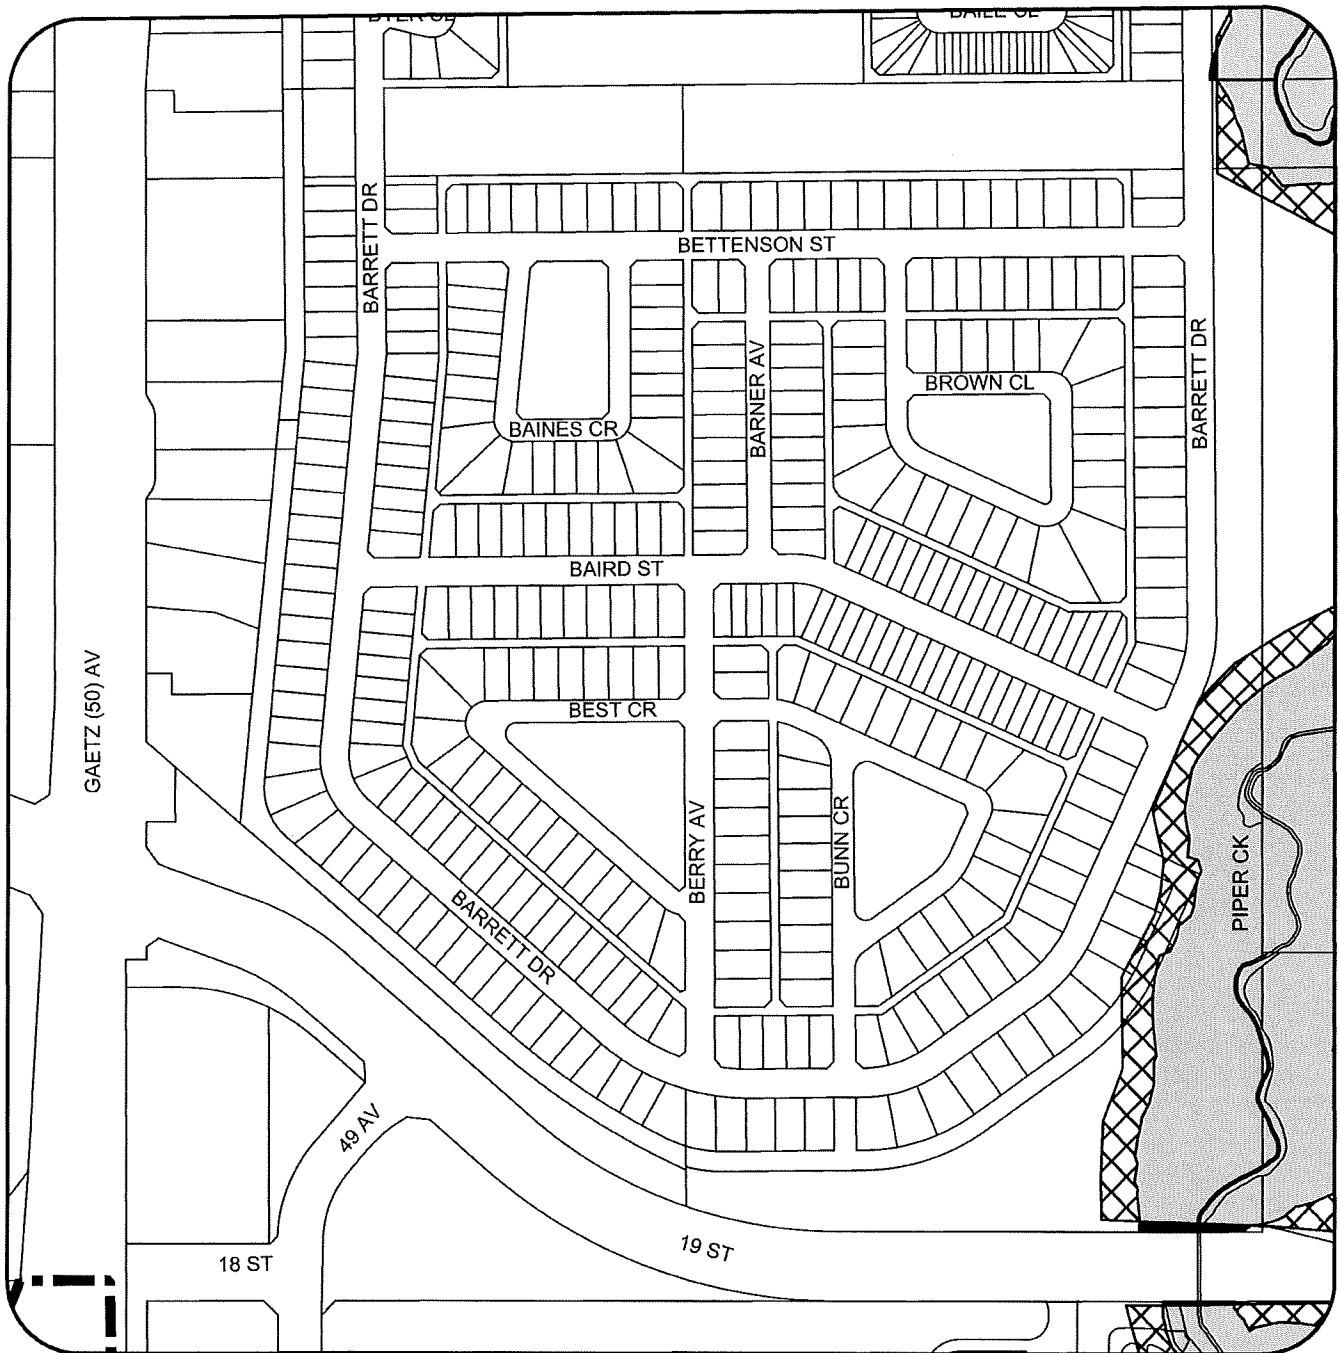 BARRETT DR
BETTENSON ST
BARRETT DR
BARNER AV
BROWN CL
BAINES CR
BAIRD ST
GAETZ (50) AV
BEST CR
BERRY AV
BUNN CR
PIPER CK
BARRETT DR
49 AV
19 ST
18 ST